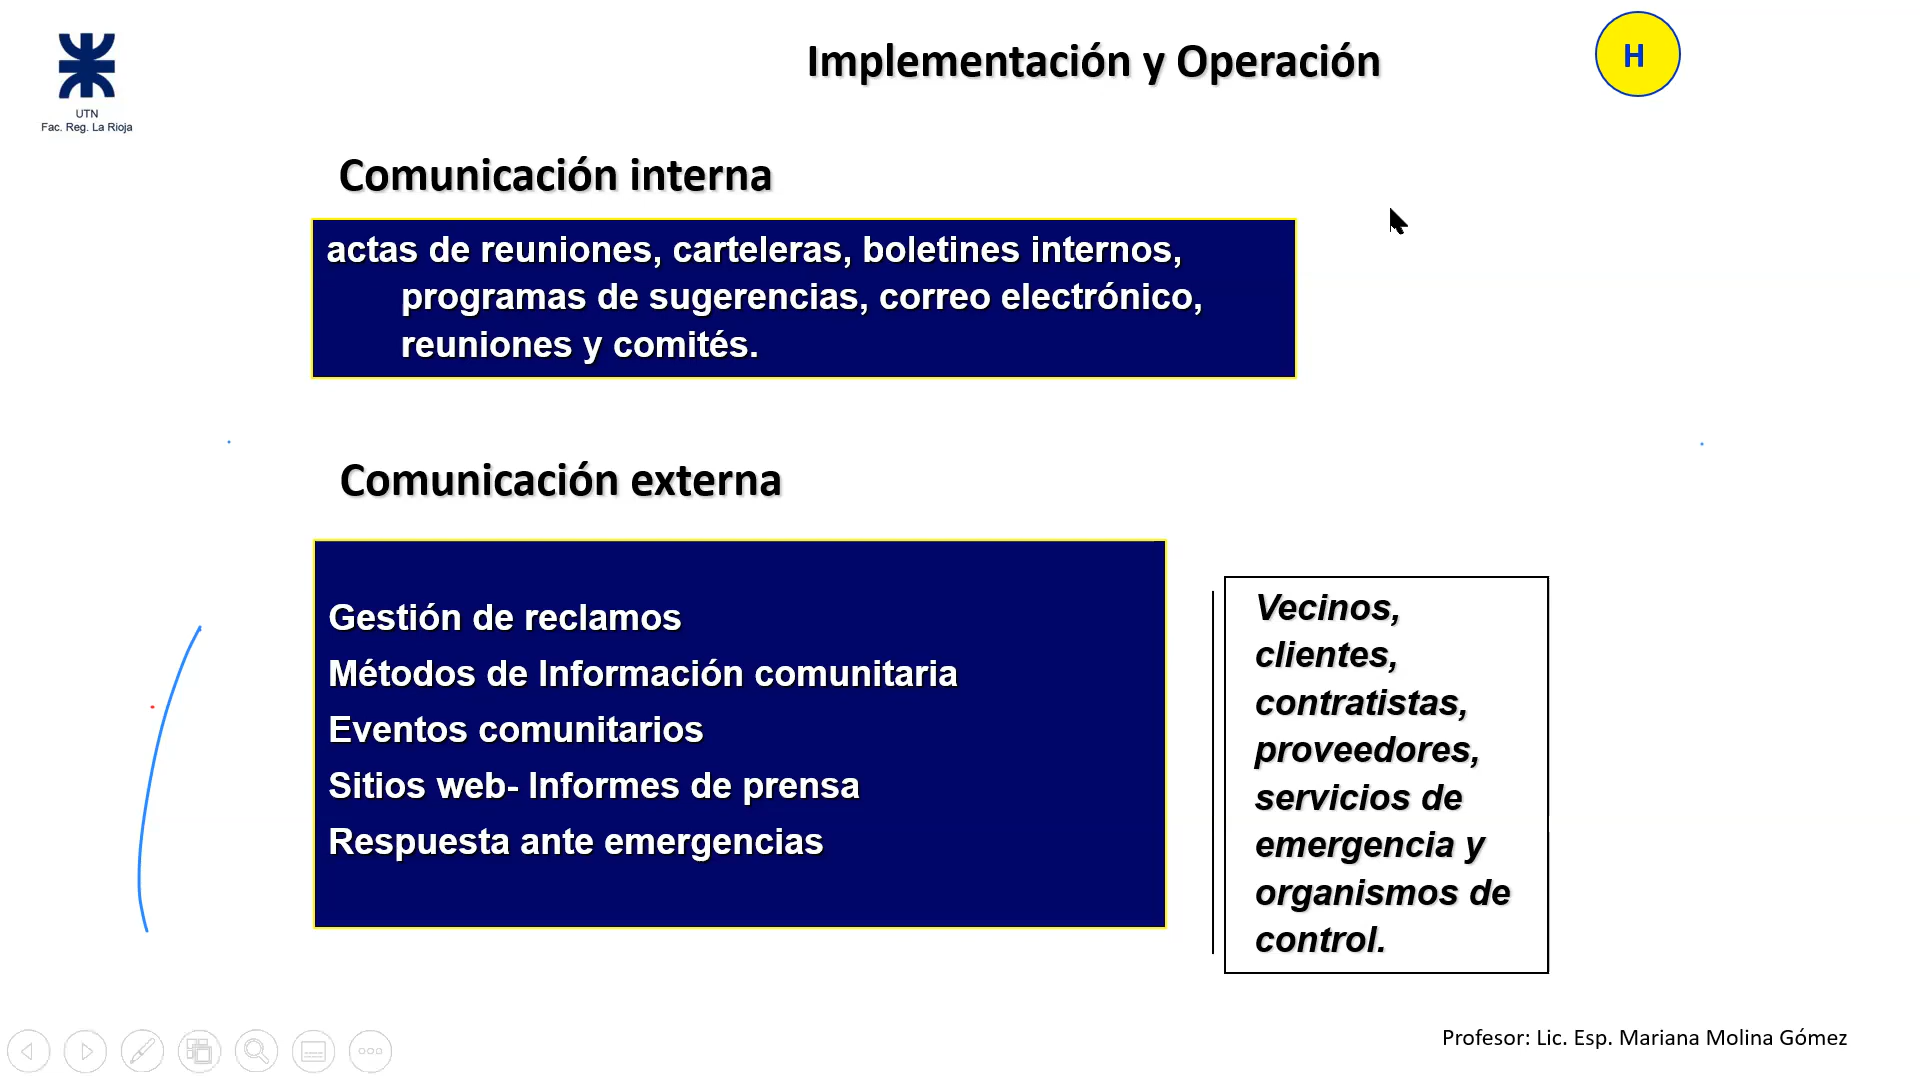 UTN
Fac. Reg. La Rioja
Implementación y Operación
H
Comunicación interna
actas de reuniones, carteleras, boletines internos,
programas de sugerencias, correo electrónico,
reuniones y comités.
Comunicación externa
Gestión de reclamos
Métodos de Información comunitaria
Eventos comunitarios
Sitios web- Informes de prensa
Respuesta ante emergencias
Vecinos,
clientes,
contratistas,
proveedores,
servicios de
emergencia y
organismos de
control.
Profesor: Lic. Esp. Mariana Molina Gómez